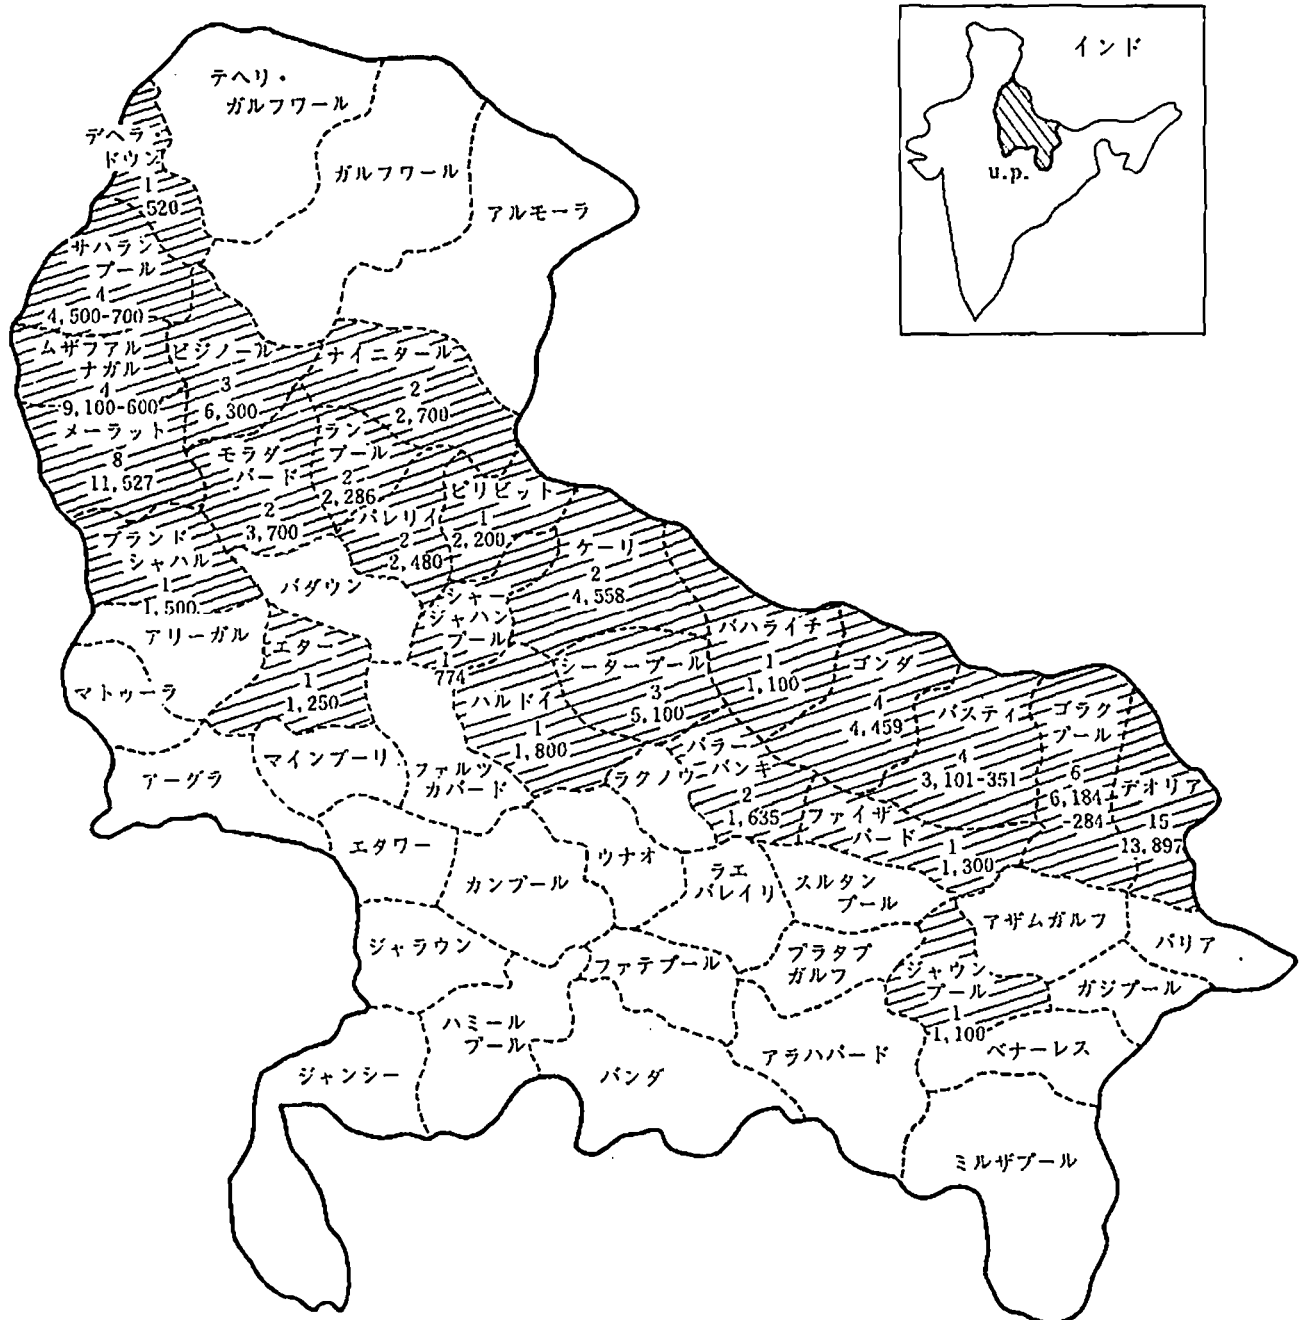 インド
u.p.
テヘリ・
ガルフワール
ガルフワール
アルモーラ
デヘラ・
ドゥン
1
520
サハラン
プール
4
4,500-700
ムザファル
ナガル
4
9,100-600
メーラット
8
11,527
ビジノール
3
6,300
ナイニタール
2
2,700
モラダ
バード
2
3,700
ランプール
2
2,286
バレリイ
2
2,480
ピリビット
1
2,200
ブランド
シャハル
1
1,500
バダウン
シャー
ジャハン
プール
1
774
ケーリ
2
4,558
アリーガル
マトゥーラ
エター
1
1,250
ハルドイ
1
1,800
シータープール
3
5,100
バハライチ
1
1,100
ゴンダ
4
4,459
バスティ
4
3,101-351
ゴラク
プール
6
6,184
-284
デオリア
15
13,897
アーグラ
マインプーリ
ファルツ
カバード
ラクノウ
バラー
バンキ
2
1,635
ファイザ
バード
1
1,300
エタワー
カンプール
ウナオ
ラエ
バレイリ
スルタン
プール
アザムガルフ
バリア
ジャラウン
ファテプール
プラタプ
ガルフ
ジャウン
プール
1
1,100
ガジプール
ハミール
プール
ジャンシー
バンダ
アラハバード
ベナーレス
ミルザプール